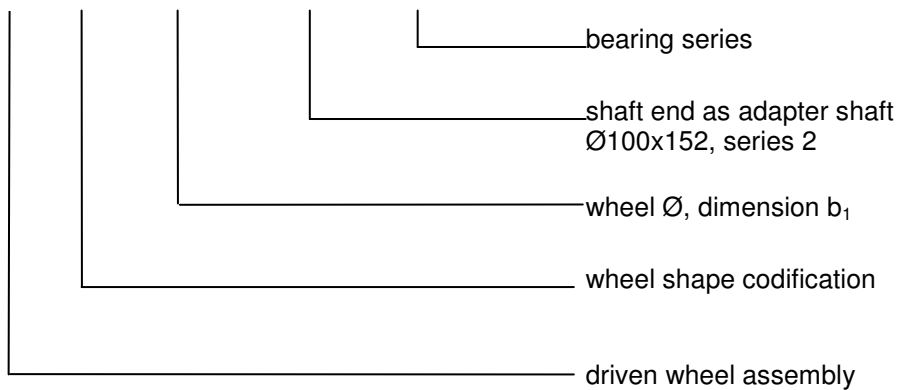 bearing series
shaft end as adapter shaft
Ø100x152, series 2
wheel Ø, dimension b₁
wheel shape codification
driven wheel assembly